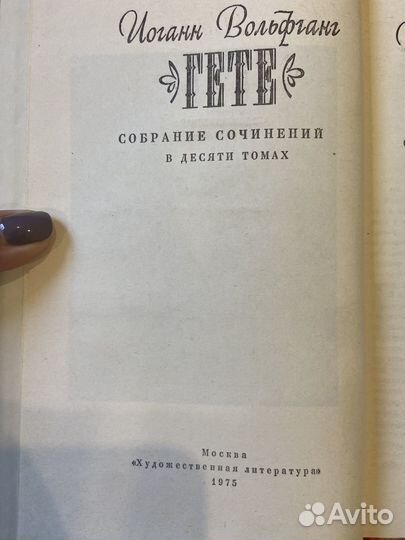 Иоганн Вольфганг
ГЕТЕ
СОБРАНИЕ СОЧИНЕНИЙ
В ДЕСЯТИ ТОМАХ
Москва
«Художественная литература»
1975
Avito